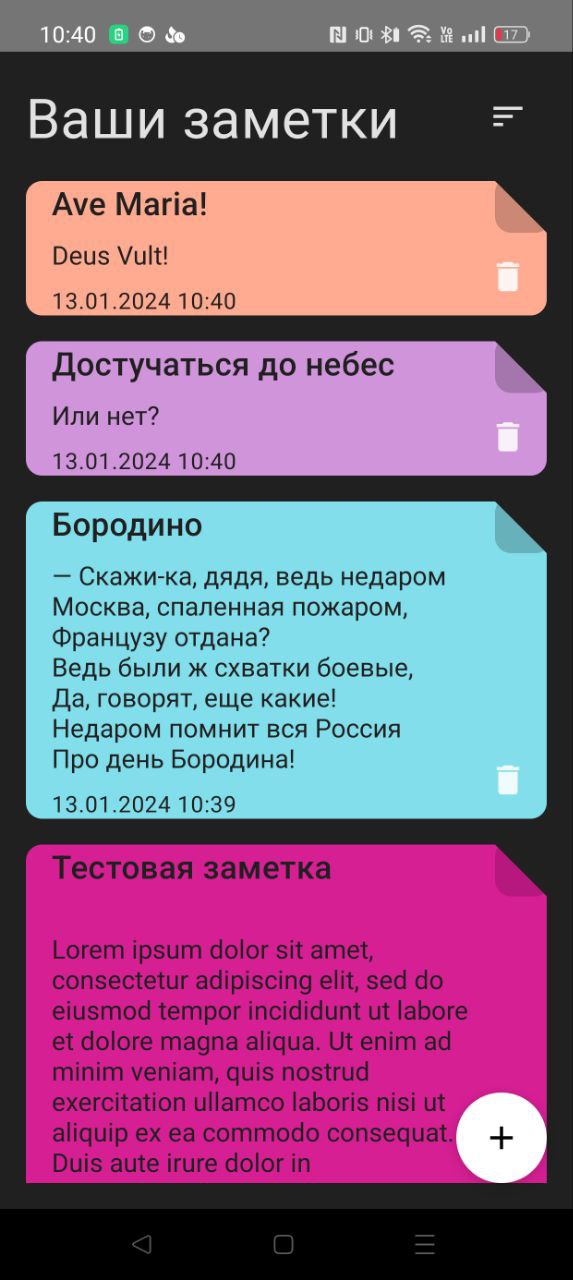 10:40
Vo
LTE
17
Ваши заметки
Ave Maria!
Deus Vult!
13.01.2024 10:40
Достучаться до небес
Или нет?
13.01.2024 10:40
Бородино
— Скажи-ка, дядя, ведь недаром
Москва, спаленная пожаром,
Французу отдана?
Ведь были ж схватки боевые,
Да, говорят, еще какие!
Недаром помнит вся Россия
Про день Бородина!
13.01.2024 10:39
Тестовая заметка
Lorem ipsum dolor sit amet,
consectetur adipiscing elit, sed do
eiusmod tempor incididunt ut labore
et dolore magna aliqua. Ut enim ad
minim veniam, quis nostrud
exercitation ullamco laboris nisi ut
aliquip ex ea commodo consequat.
Duis aute irure dolor in